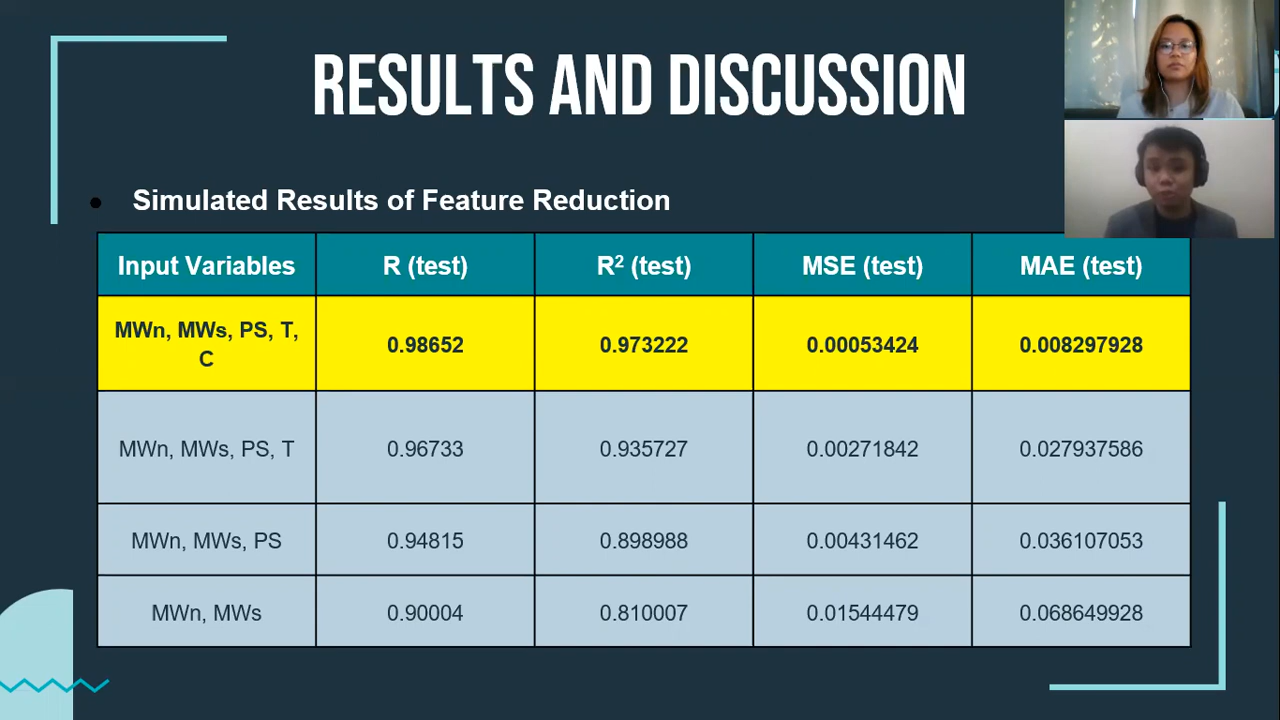 RESULTS AND DISCUSSION
• Simulated Results of Feature Reduction
Input Variables R (test) R² (test) MSE (test) MAE (test)
MWn, MWs, PS, T,
C 0.98652 0.973222 0.00053424 0.008297928
MWn, MWs, PS, T 0.96733 0.935727 0.00271842 0.027937586
MWn, MWs, PS 0.94815 0.898988 0.00431462 0.036107053
MWn, MWs 0.90004 0.810007 0.01544479 0.068649928